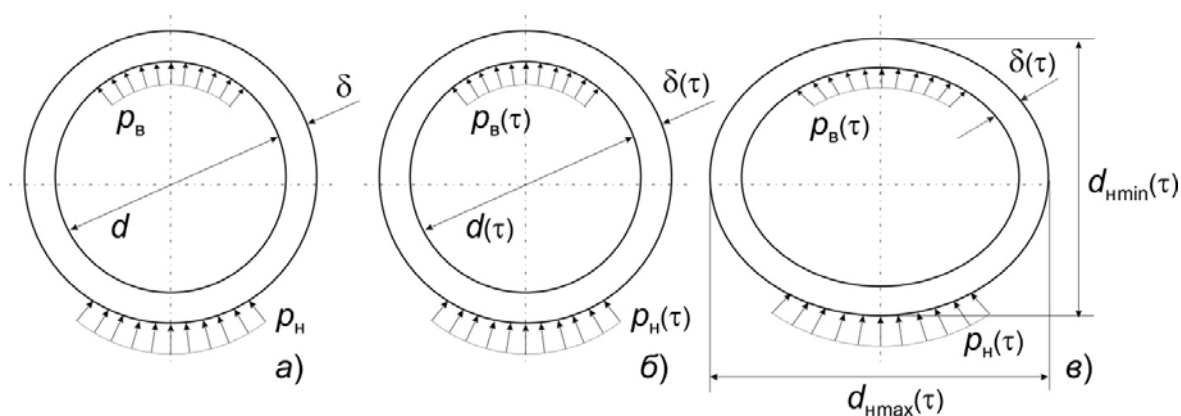 δ
p_в
d
p_н
а)
δ(τ)
p_в(τ)
d(τ)
p_н(τ)
б)
δ(τ)
p_в(τ)
d_нmin(τ)
p_н(τ)
в)
d_нmax(τ)